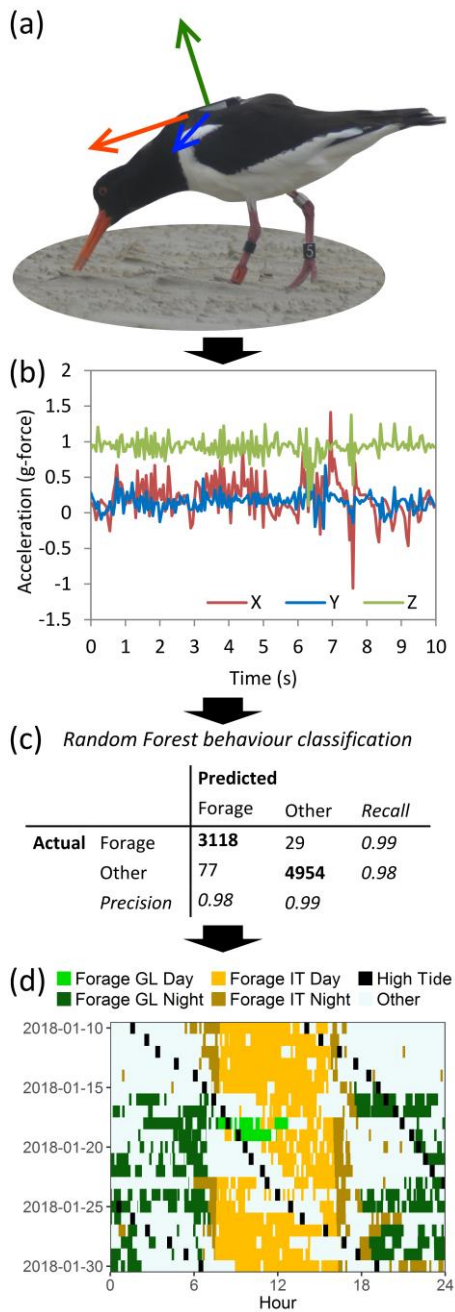 (a)
5
(b)
2
1.5
1
0.5
0
-0.5
-1
-1.5
Acceleration (g-force)
X Y Z
0 1 2 3 4 5 6 7 8 9 10
Time (s)
(c) Random Forest behaviour classification
Predicted
Forage Other Recall
Actual Forage 3118 29 0.99
Other 77 4954 0.98
Precision 0.98 0.99
(d)
Forage GL Day Forage IT Day High Tide
Forage GL Night Forage IT Night Other
2018-01-10
2018-01-15
2018-01-20
2018-01-25
2018-01-30
0 6 12 18 24
Hour